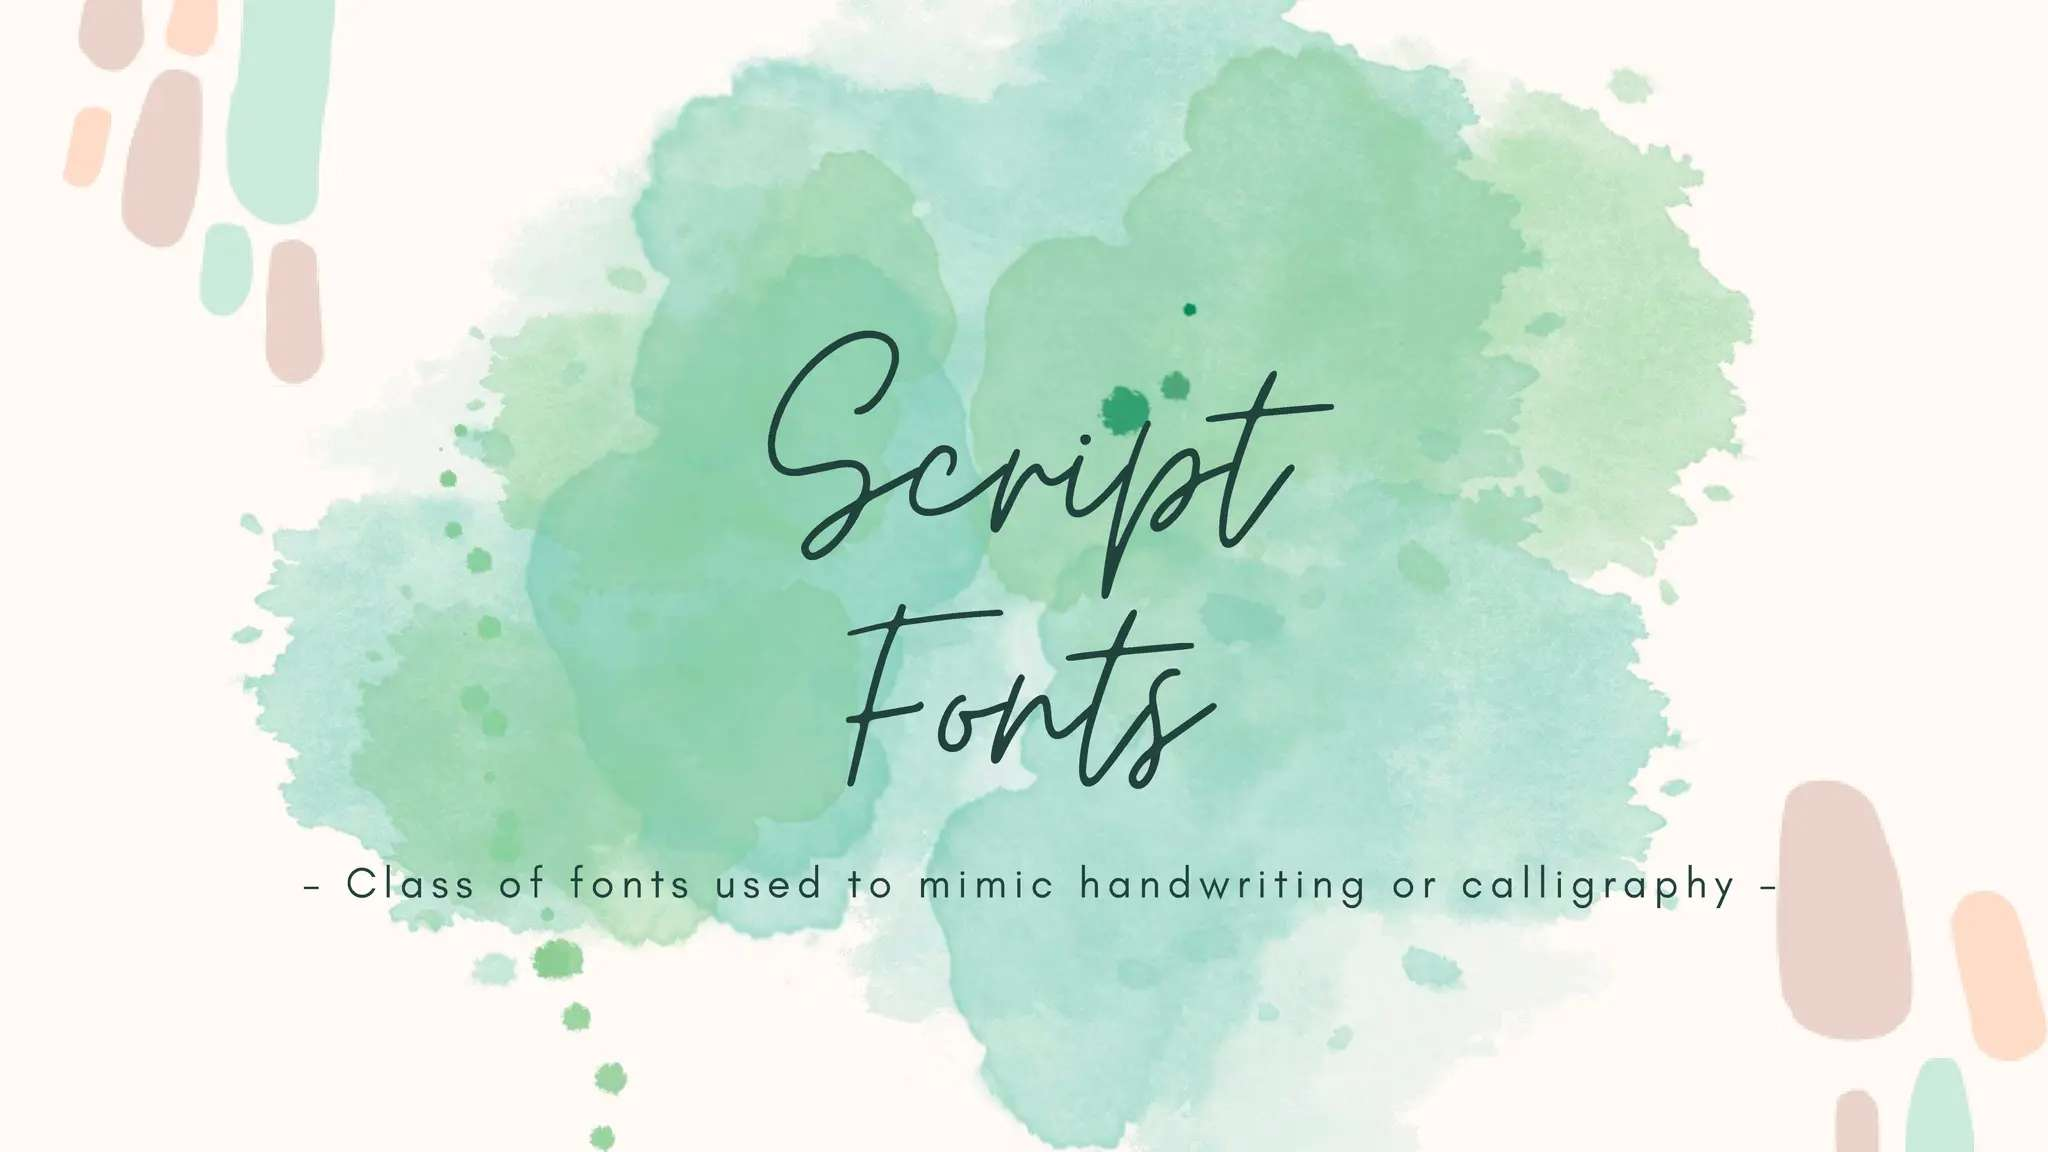 Script
Fonts
- Class of fonts used to mimic handwriting or calligraphy -